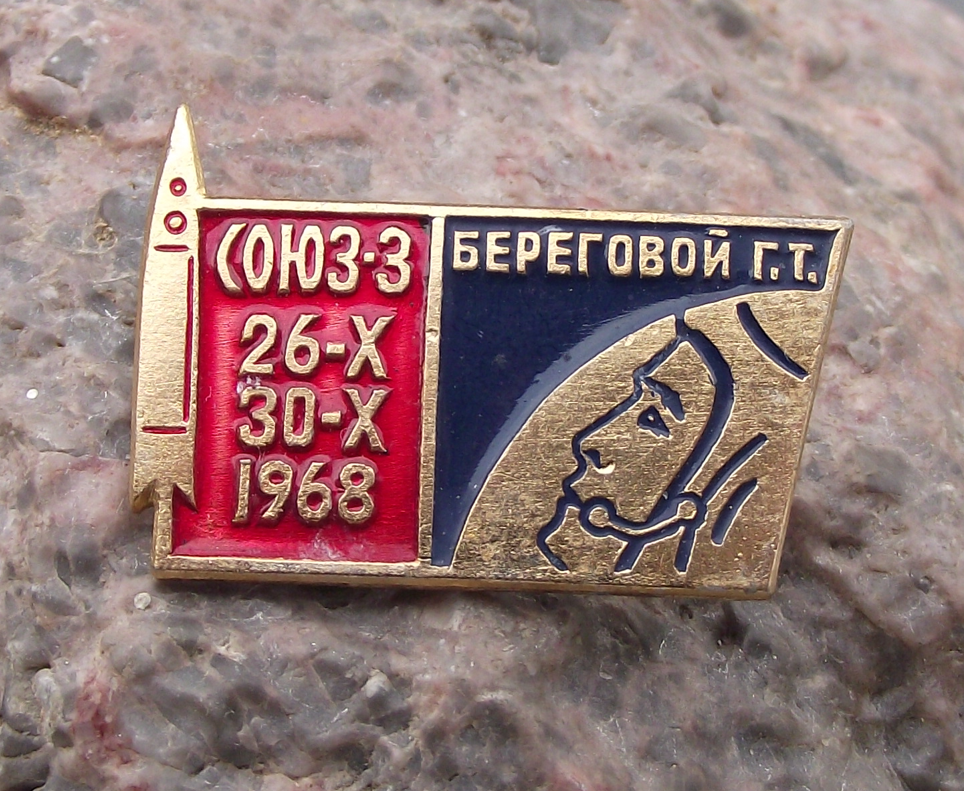 СОЮЗ-3
26-X
30-X
1968
БЕРЕГОВОЙ Г.Т.